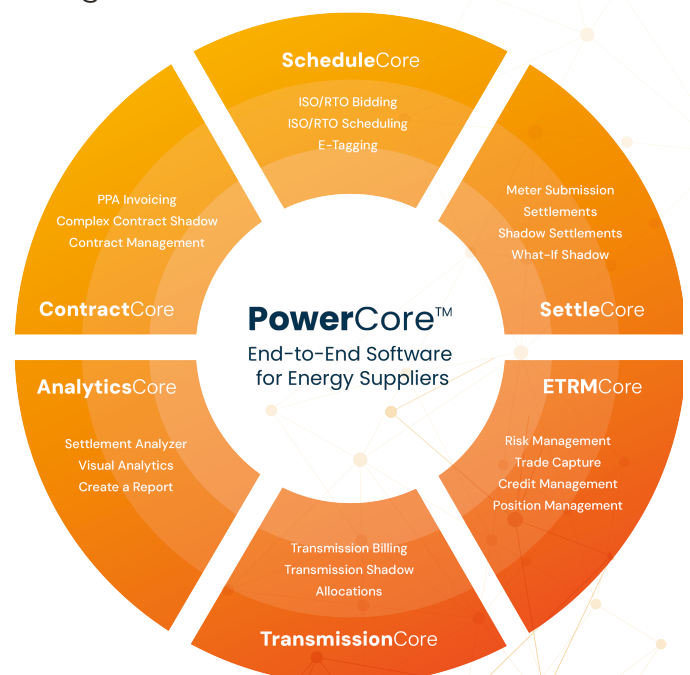 ScheduleCore
ISO/RTO Bidding
ISO/RTO Scheduling
E-Tagging
Meter Submission
Settlements
Shadow Settlements
What-If Shadow
SettleCore
PPA Invoicing
Complex Contract Shadow
Contract Management
ContractCore
PowerCore™
End-to-End Software
for Energy Suppliers
AnalyticsCore
Settlement Analyzer
Visual Analytics
Create a Report
ETRMCore
Risk Management
Trade Capture
Credit Management
Position Management
Transmission Billing
Transmission Shadow
Allocations
TransmissionCore